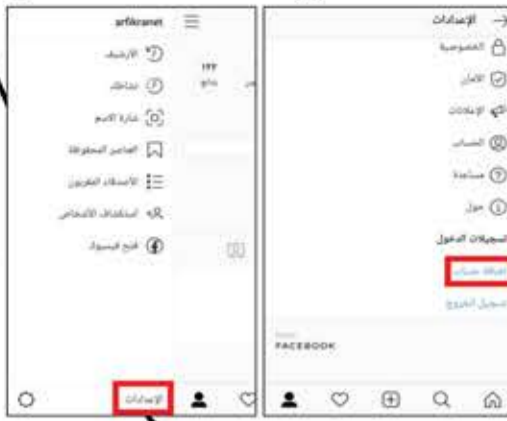 arfikranet
الأرشيف
نشاطك
شارة الاسم
العناصر المحفوظة
الأصدقاء المقربون
استكشاف الأشخاص
فتح فيسبوك
الإعدادات
١٢٢
الإعدادات
الخصوصية
الأمان
الإعلانات
الحساب
مساعدة
حول
تسجيلات الدخول
إضافة حساب
تسجيل الخروج
FACEBOOK